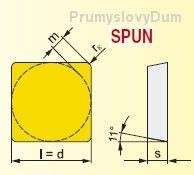 PrumyslovyDum
SPUN
m
rε
11°
l = d
s